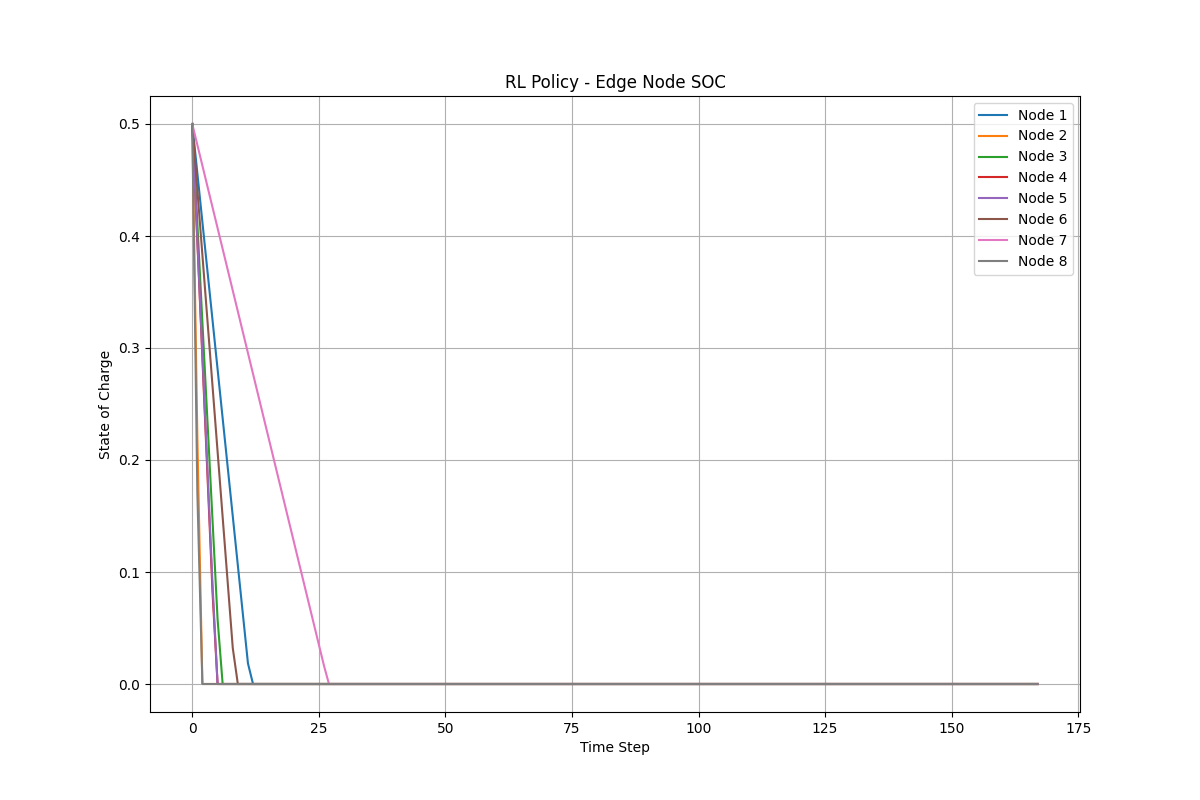 RL Policy - Edge Node SOC
Node 1
Node 2
Node 3
Node 4
Node 5
Node 6
Node 7
Node 8
State of Charge
0.5
0.4
0.3
0.2
0.1
0.0
0 25 50 75 100 125 150 175
Time Step